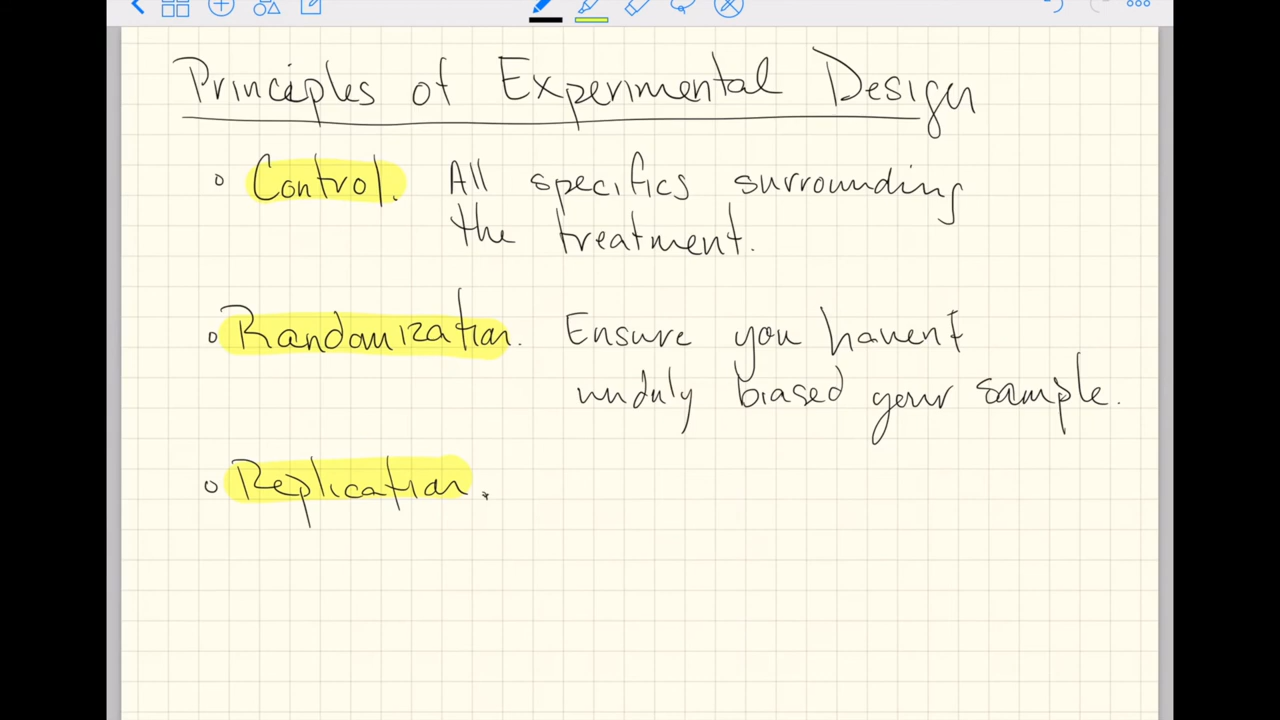 Principles of Experimental Design
Control. All specifics surrounding
the treatment.
Randomization. Ensure you haven't
unduly biased your sample.
Replication.